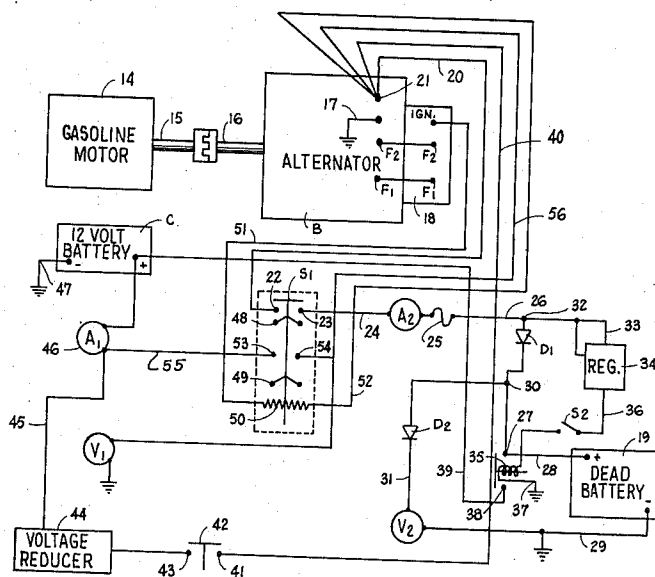 14
GASOLINE
MOTOR
15
16
17
21
20
IGN.
ALTERNATOR
F2
F2
F1
F1
18
B
40
56
12 VOLT
BATTERY
C
- +
47
51
S1
22
48
23
24
A2
25
26
32
33
D1
REG.
34
A1
46
55
53
54
49
50
52
30
36
S2
27
19
45
V1
D2
31
39
35
28
+
DEAD
BATTERY
-
37
38
V2
29
44
VOLTAGE
REDUCER
42
43
41